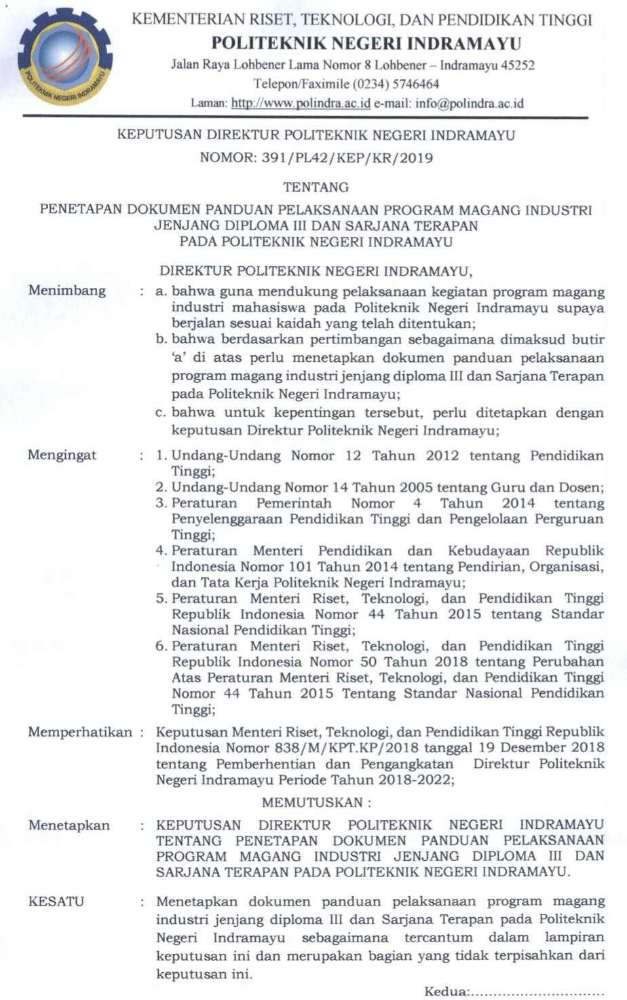 KEMENTERIAN RISET, TEKNOLOGI, DAN PENDIDIKAN TINGGI
POLITEKNIK NEGERI INDRAMAYU
Jalan Raya Lohbener Lama Nomor 8 Lohbener – Indramayu 45252
Telepon/Faximile (0234) 5746464
Laman: http://www.polindra.ac.id e-mail: info@polindra.ac.id
POLITEKNIK NEGERI INDRAMAYU
KEPUTUSAN DIREKTUR POLITEKNIK NEGERI INDRAMAYU
NOMOR: 391/PL42/KEP/KR/2019
TENTANG
PENETAPAN DOKUMEN PANDUAN PELAKSANAAN PROGRAM MAGANG INDUSTRI
JENJANG DIPLOMA III DAN SARJANA TERAPAN
PADA POLITEKNIK NEGERI INDRAMAYU
DIREKTUR POLITEKNIK NEGERI INDRAMAYU,
Menimbang : a. bahwa guna mendukung pelaksanaan kegiatan program magang
industri mahasiswa pada Politeknik Negeri Indramayu supaya
berjalan sesuai kaidah yang telah ditentukan;
b. bahwa berdasarkan pertimbangan sebagaimana dimaksud butir
‘a’ di atas perlu menetapkan dokumen panduan pelaksanaan
program magang industri jenjang diploma III dan Sarjana Terapan
pada Politeknik Negeri Indramayu;
c. bahwa untuk kepentingan tersebut, perlu ditetapkan dengan
keputusan Direktur Politeknik Negeri Indramayu;
Mengingat : 1. Undang-Undang Nomor 12 Tahun 2012 tentang Pendidikan
Tinggi;
2. Undang-Undang Nomor 14 Tahun 2005 tentang Guru dan Dosen;
3. Peraturan Pemerintah Nomor 4 Tahun 2014 tentang
Penyelenggaraan Pendidikan Tinggi dan Pengelolaan Perguruan
Tinggi;
4. Peraturan Menteri Pendidikan dan Kebudayaan Republik
Indonesia Nomor 101 Tahun 2014 tentang Pendirian, Organisasi,
dan Tata Kerja Politeknik Negeri Indramayu;
5. Peraturan Menteri Riset, Teknologi, dan Pendidikan Tinggi
Republik Indonesia Nomor 44 Tahun 2015 tentang Standar
Nasional Pendidikan Tinggi;
6. Peraturan Menteri Riset, Teknologi, dan Pendidikan Tinggi
Republik Indonesia Nomor 50 Tahun 2018 tentang Perubahan
Atas Peraturan Menteri Riset, Teknologi, dan Pendidikan Tinggi
Nomor 44 Tahun 2015 Tentang Standar Nasional Pendidikan
Tinggi;
Memperhatikan : Keputusan Menteri Riset, Teknologi, dan Pendidikan Tinggi Republik
Indonesia Nomor 838/M/KPT.KP/2018 tanggal 19 Desember 2018
tentang Pemberhentian dan Pengangkatan Direktur Politeknik
Negeri Indramayu Periode Tahun 2018-2022;
MEMUTUSKAN :
Menetapkan : KEPUTUSAN DIREKTUR POLITEKNIK NEGERI INDRAMAYU
TENTANG PENETAPAN DOKUMEN PANDUAN PELAKSANAAN
PROGRAM MAGANG INDUSTRI JENJANG DIPLOMA III DAN
SARJANA TERAPAN PADA POLITEKNIK NEGERI INDRAMAYU.
KESATU : Menetapkan dokumen panduan pelaksanaan program magang
industri jenjang diploma III dan Sarjana Terapan pada Politeknik
Negeri Indramayu sebagaimana tercantum dalam lampiran
keputusan ini dan merupakan bagian yang tidak terpisahkan dari
keputusan ini.
Kedua:..............................